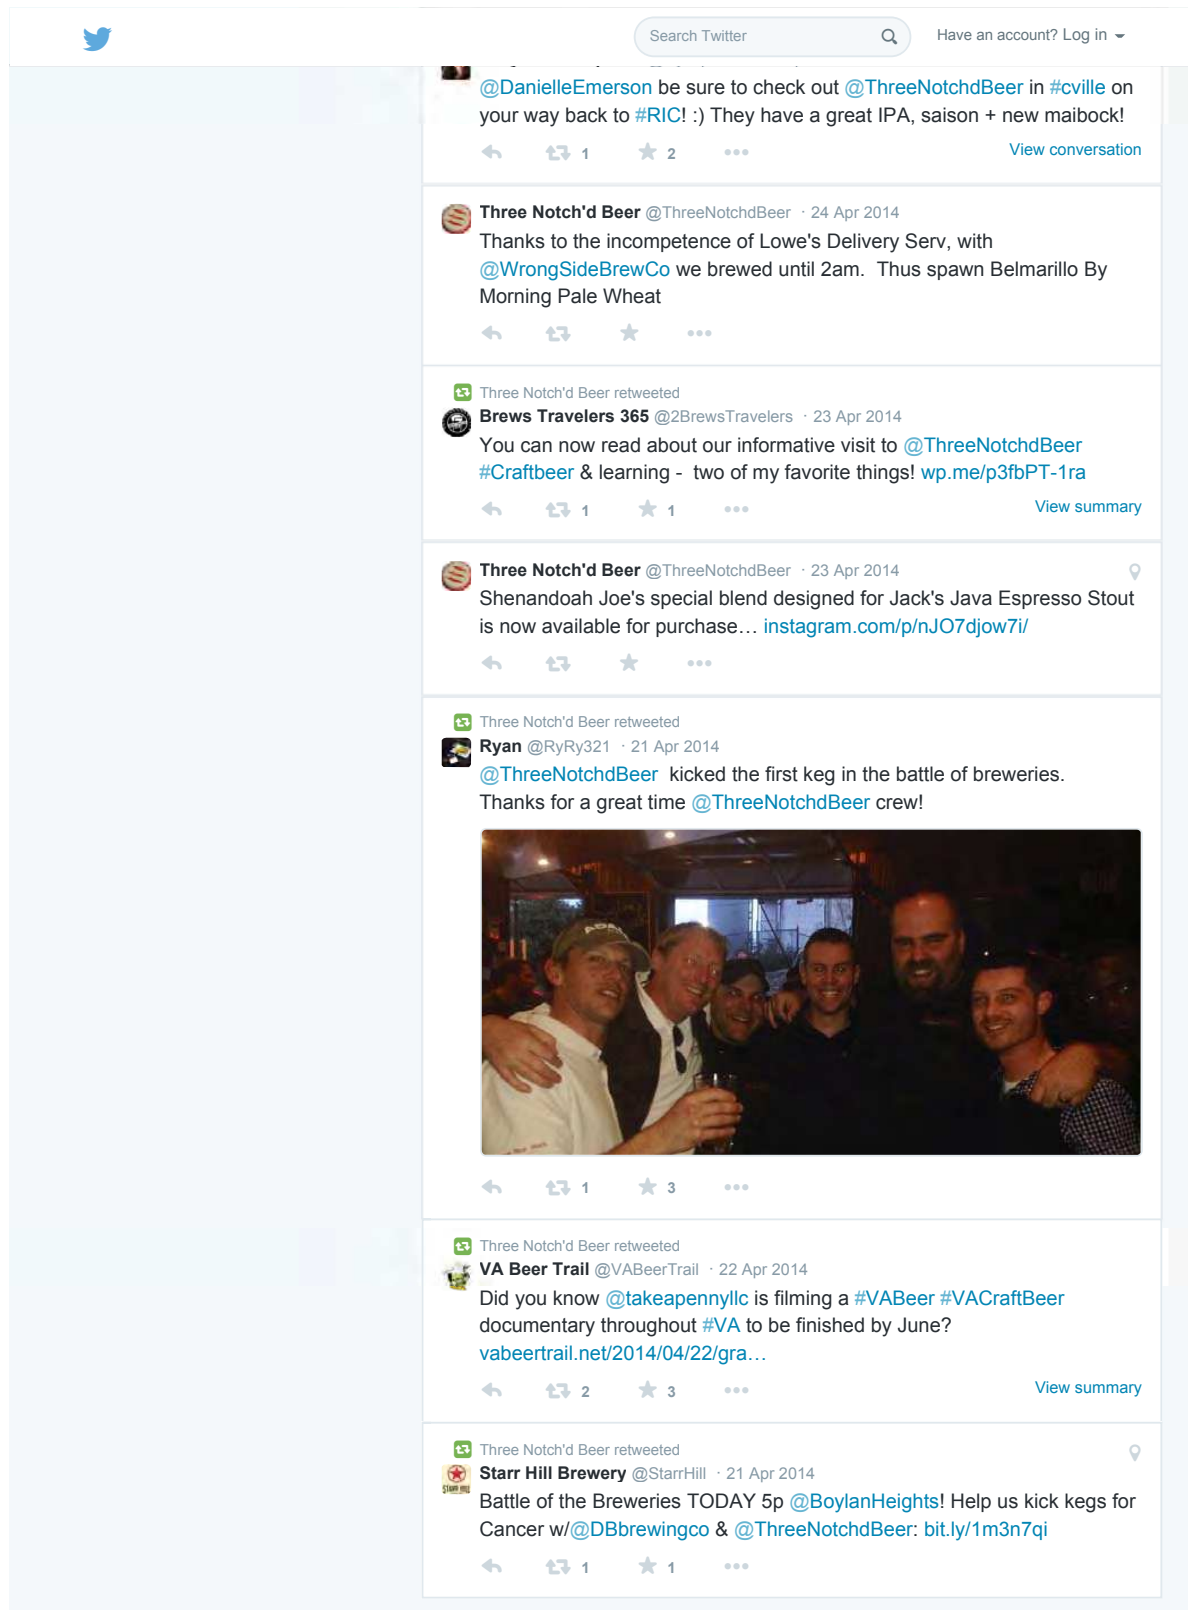 Search Twitter
Have an account? Log in
@DanielleEmerson be sure to check out @ThreeNotchdBeer in #cville on
your way back to #RIC! :) They have a great IPA, saison + new maibock!
1 2 View conversation
Three Notch'd Beer @ThreeNotchdBeer · 24 Apr 2014
Thanks to the incompetence of Lowe's Delivery Serv, with
@WrongSideBrewCo we brewed until 2am. Thus spawn Belmarillo By
Morning Pale Wheat
Three Notch'd Beer retweeted
Brews Travelers 365 @2BrewsTravelers · 23 Apr 2014
You can now read about our informative visit to @ThreeNotchdBeer
#Craftbeer & learning - two of my favorite things! wp.me/p3fbPT-1ra
1 1 View summary
Three Notch'd Beer @ThreeNotchdBeer · 23 Apr 2014
Shenandoah Joe's special blend designed for Jack's Java Espresso Stout
is now available for purchase… instagram.com/p/nJO7djow7i/
Three Notch'd Beer retweeted
Ryan @RyRy321 · 21 Apr 2014
@ThreeNotchdBeer kicked the first keg in the battle of breweries.
Thanks for a great time @ThreeNotchdBeer crew!
1 3
Three Notch'd Beer retweeted
VA Beer Trail @VABeerTrail · 22 Apr 2014
Did you know @takeapennyllc is filming a #VABeer #VACraftBeer
documentary throughout #VA to be finished by June?
vabeertrail.net/2014/04/22/gra…
2 3 View summary
Three Notch'd Beer retweeted
Starr Hill Brewery @StarrHill · 21 Apr 2014
STARR HILL
Battle of the Breweries TODAY 5p @BoylanHeights! Help us kick kegs for
Cancer w/@DBbrewingco & @ThreeNotchdBeer: bit.ly/1m3n7qi
1 1